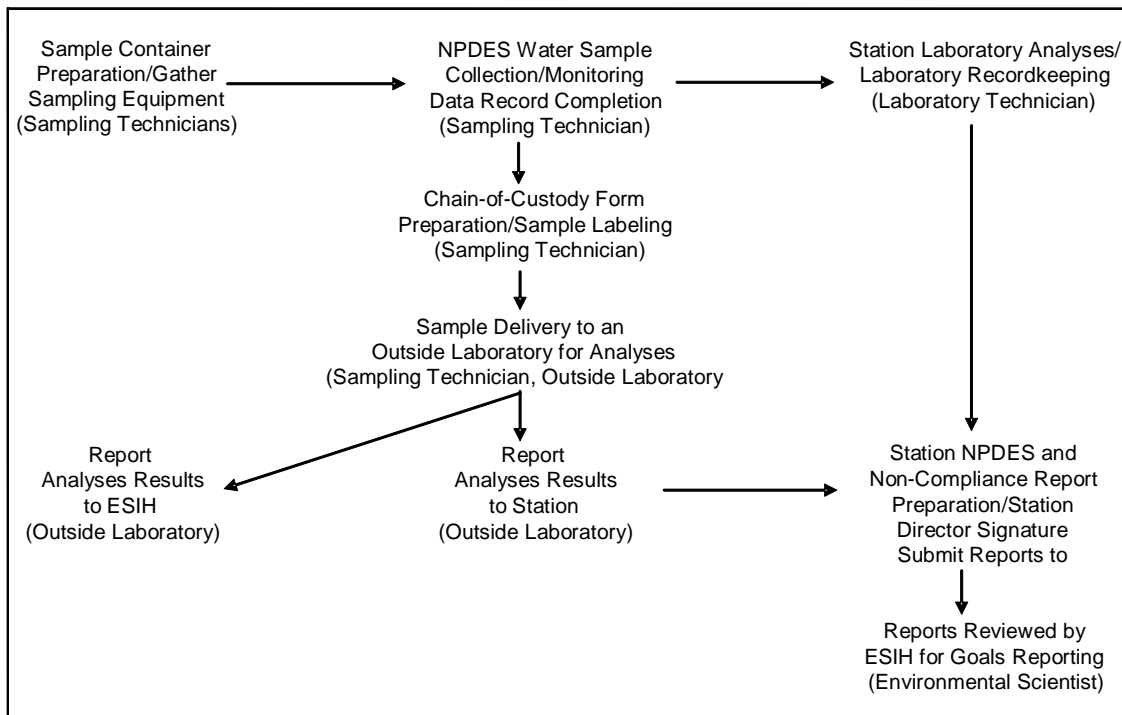 Sample Container
Preparation/Gather
Sampling Equipment
(Sampling Technicians)
NPDES Water Sample
Collection/Monitoring
Data Record Completion
(Sampling Technician)
Station Laboratory Analyses/
Laboratory Recordkeeping
(Laboratory Technician)
Chain-of-Custody Form
Preparation/Sample Labeling
(Sampling Technician)
Sample Delivery to an
Outside Laboratory for Analyses
(Sampling Technician, Outside Laboratory
Report
Analyses Results
to ESIH
(Outside Laboratory)
Report
Analyses Results
to Station
(Outside Laboratory)
Station NPDES and
Non-Compliance Report
Preparation/Station
Director Signature
Submit Reports to
Reports Reviewed by
ESIH for Goals Reporting
(Environmental Scientist)